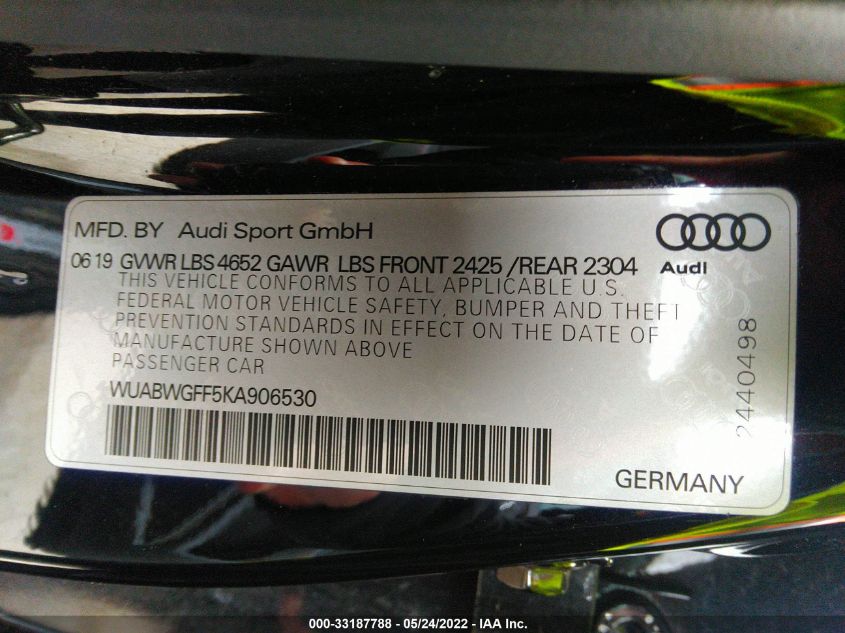 MFD. BY Audi Sport GmbH
06 19 GVWR LBS 4652 GAWR LBS FRONT 2425 /REAR 2304
Audi
THIS VEHICLE CONFORMS TO ALL APPLICABLE U.S.
FEDERAL MOTOR VEHICLE SAFETY, BUMPER AND THEFT
PREVENTION STANDARDS IN EFFECT ON THE DATE OF
MANUFACTURE SHOWN ABOVE
PASSENGER CAR
WUABWGFF5KA906530
2440498
GERMANY
000-33187788 - 05/24/2022 - IAA Inc.